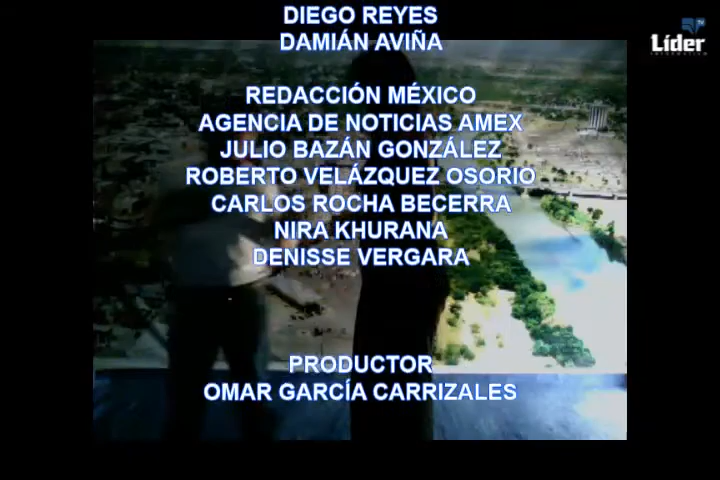 DIEGO REYES
DAMIÁN AVIÑA
Líder
REDACCIÓN MÉXICO
AGENCIA DE NOTICIAS AMEX
JULIO BAZÁN GONZÁLEZ
ROBERTO VELÁZQUEZ OSORIO
CARLOS ROCHA BECERRA
NIRA KHURANA
DENISSE VERGARA
PRODUCTOR
OMAR GARCÍA CARRIZALES